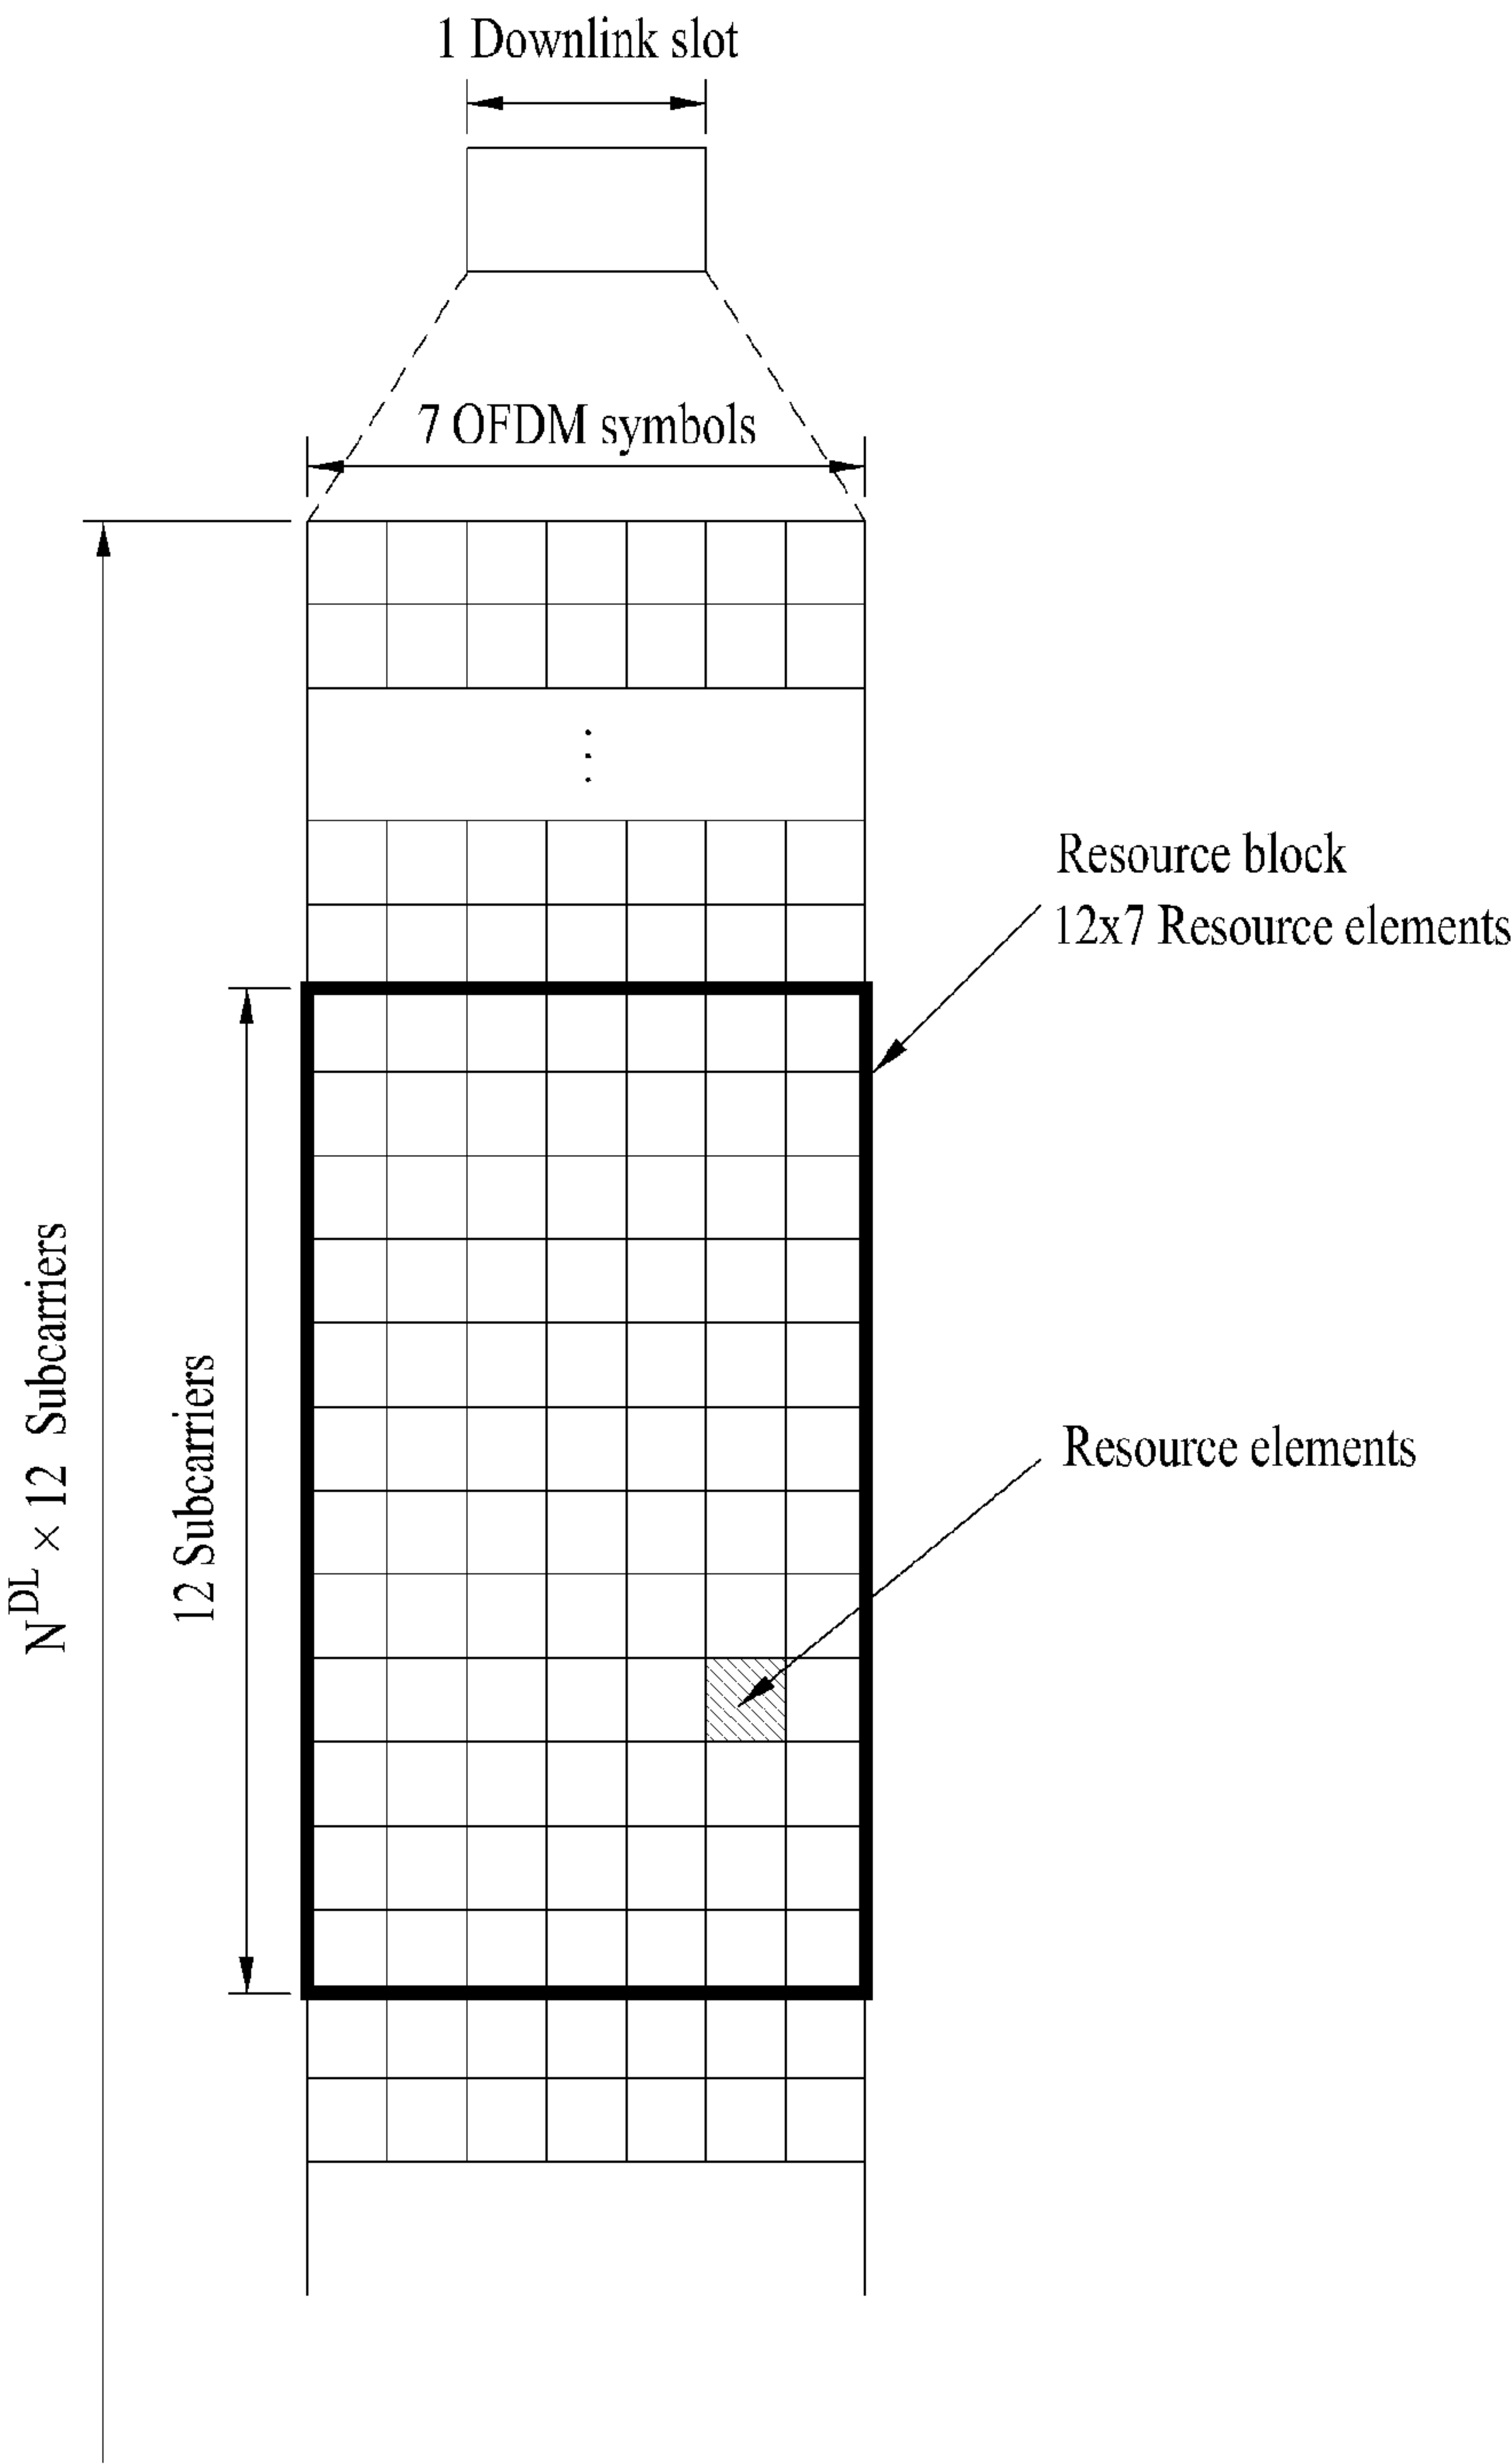 1 Downlink slot
7 OFDM symbols
Resource block
12x7 Resource elements
Resource elements
12 Subcarriers
N^DL × 12 Subcarriers